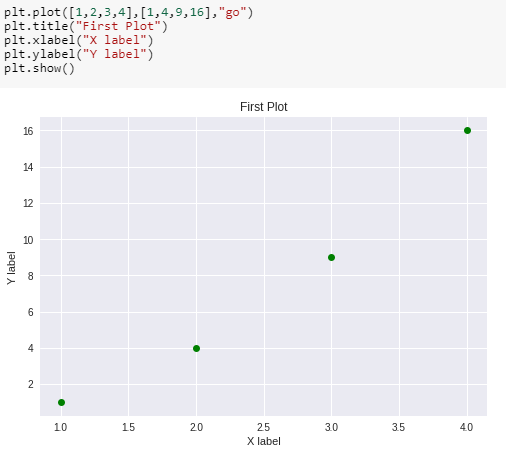 plt.plot([1,2,3,4],[1,4,9,16],"go")
plt.title("First Plot")
plt.xlabel("X label")
plt.ylabel("Y label")
plt.show()
First Plot
16
14
12
10
8
6
4
2
Y label
1.0 1.5 2.0 2.5 3.0 3.5 4.0
X label